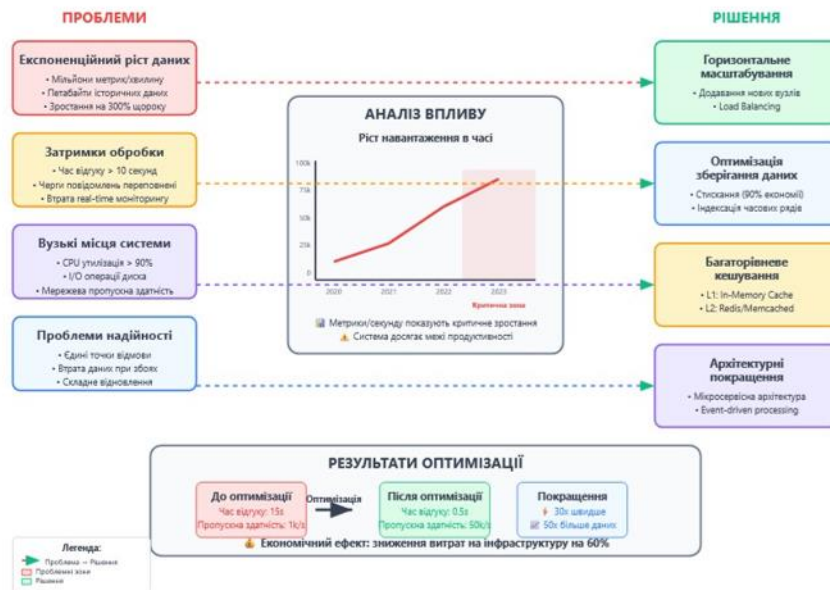 ПРОБЛЕМИ
Експоненційний ріст даних
• Мільйони метрик/хвилину
• Петабайти історичних даних
• Зростання на 300% щороку
Затримки обробки
• Час відгуку > 10 секунд
• Черги повідомлень переповнені
• Втрата real-time моніторингу
Вузькі місця системи
• CPU утилізація > 90%
• I/O операції диска
• Мережева пропускна здатність
Проблеми надійності
• Єдині точки відмови
• Втрата даних при збоях
• Складне відновлення
АНАЛІЗ ВПЛИВУ
Ріст навантаження в часі
100k
75k
50k
25k
0
2020
2021
2022
2023
Критична зона
Метрики/секунду показують критичне зростання
Система досягає межі продуктивності
РІШЕННЯ
Горизонтальне
масштабування
• Додавання нових вузлів
• Load Balancing
Оптимізація
зберігання даних
• Стискання (90% економії)
• Індексація часових рядів
Багаторівневе
кешування
• L1: In-Memory Cache
• L2: Redis/Memcached
Архітектурні
покращення
• Мікросервісна архітектура
• Event-driven processing
РЕЗУЛЬТАТИ ОПТИМІЗАЦІЇ
До оптимізації
Час відгуку: 15s
Пропускна здатність: 1k/s
Оптимізація
Після оптимізації
Час відгуку: 0.5s
Пропускна здатність: 50k/s
Покращення
30x швидше
50x більше даних
Економічний ефект: зниження витрат на інфраструктуру на 60%
Легенда:
Проблема → Рішення
Проблемні зони
Рішення